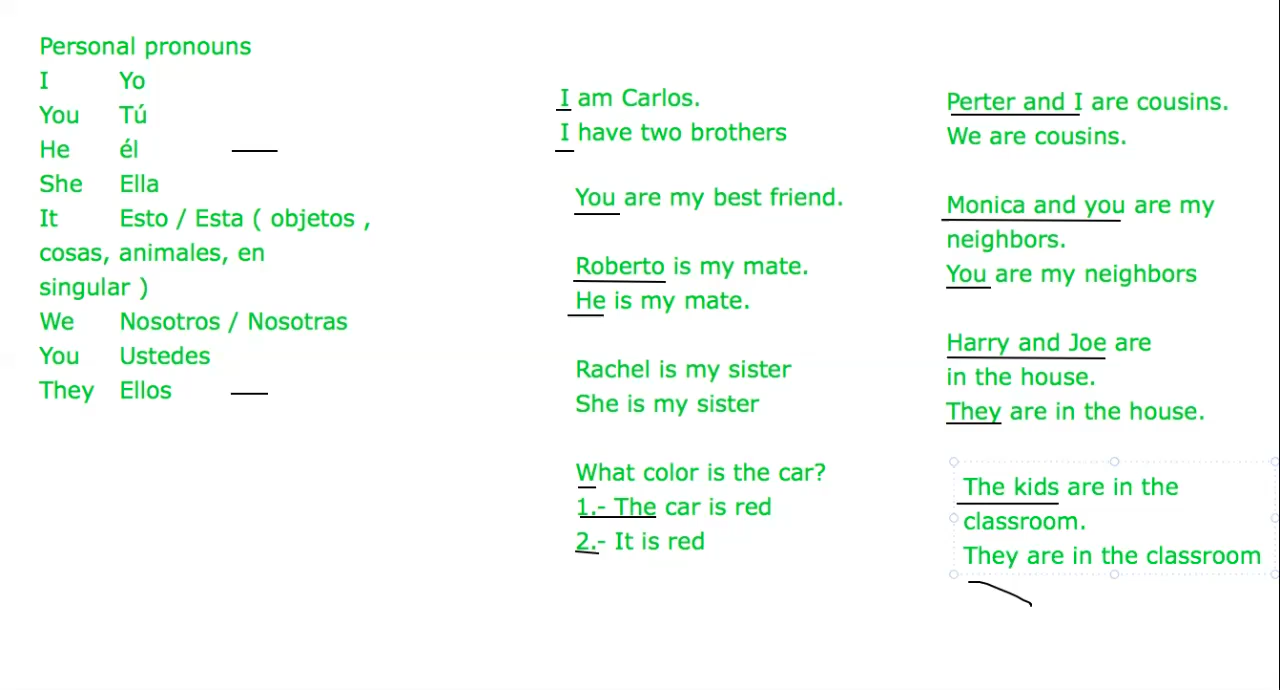 Personal pronouns
I Yo
You Tú
He él
She Ella
It Esto / Esta ( objetos ,
cosas, animales, en
singular )
We Nosotros / Nosotras
You Ustedes
They Ellos
I am Carlos.
I have two brothers
You are my best friend.
Roberto is my mate.
He is my mate.
Rachel is my sister
She is my sister
What color is the car?
1.- The car is red
2.- It is red
Perter and I are cousins.
We are cousins.
Monica and you are my
neighbors.
You are my neighbors
Harry and Joe are
in the house.
They are in the house.
The kids are in the
classroom.
They are in the classroom